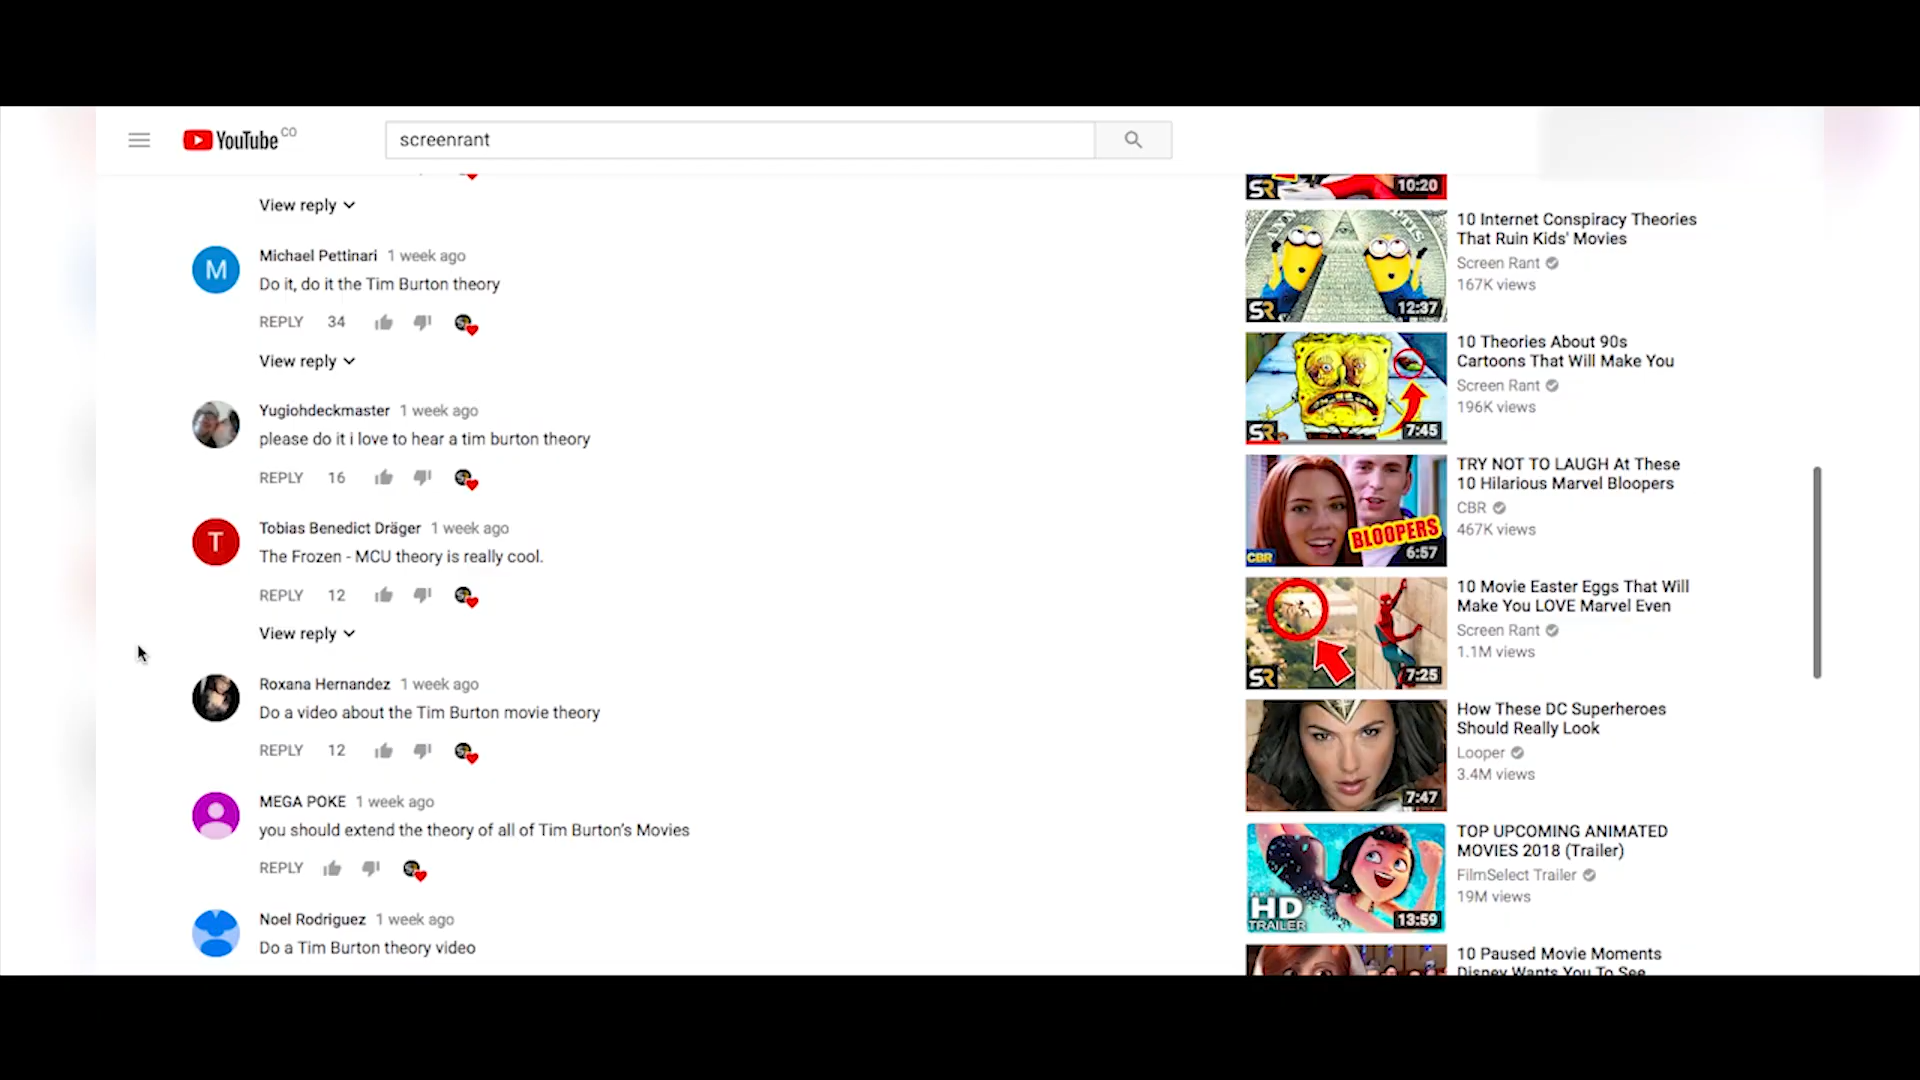 YouTube CO
screenrant
View reply
Michael Pettinari 1 week ago
Do it, do it the Tim Burton theory
REPLY 34
View reply
Yugiohdeckmaster 1 week ago
please do it i love to hear a tim burton theory
REPLY 16
Tobias Benedict Dräger 1 week ago
The Frozen - MCU theory is really cool.
REPLY 12
View reply
Roxana Hernandez 1 week ago
Do a video about the Tim Burton movie theory
REPLY 12
MEGA POKE 1 week ago
you should extend the theory of all of Tim Burton's Movies
REPLY
Noel Rodriguez 1 week ago
Do a Tim Burton theory video
SR 10:20
SR 12:37
10 Internet Conspiracy Theories
That Ruin Kids' Movies
Screen Rant
167K views
SR 7:45
10 Theories About 90s
Cartoons That Will Make You
Screen Rant
196K views
BLOOPERS
CBR 6:57
TRY NOT TO LAUGH At These
10 Hilarious Marvel Bloopers
CBR
467K views
SR 7:25
10 Movie Easter Eggs That Will
Make You LOVE Marvel Even
Screen Rant
1.1M views
7:47
How These DC Superheroes
Should Really Look
Looper
3.4M views
HD
TRAILER 13:59
TOP UPCOMING ANIMATED
MOVIES 2018 (Trailer)
FilmSelect Trailer
19M views
10 Paused Movie Moments
Disney Wants You To See